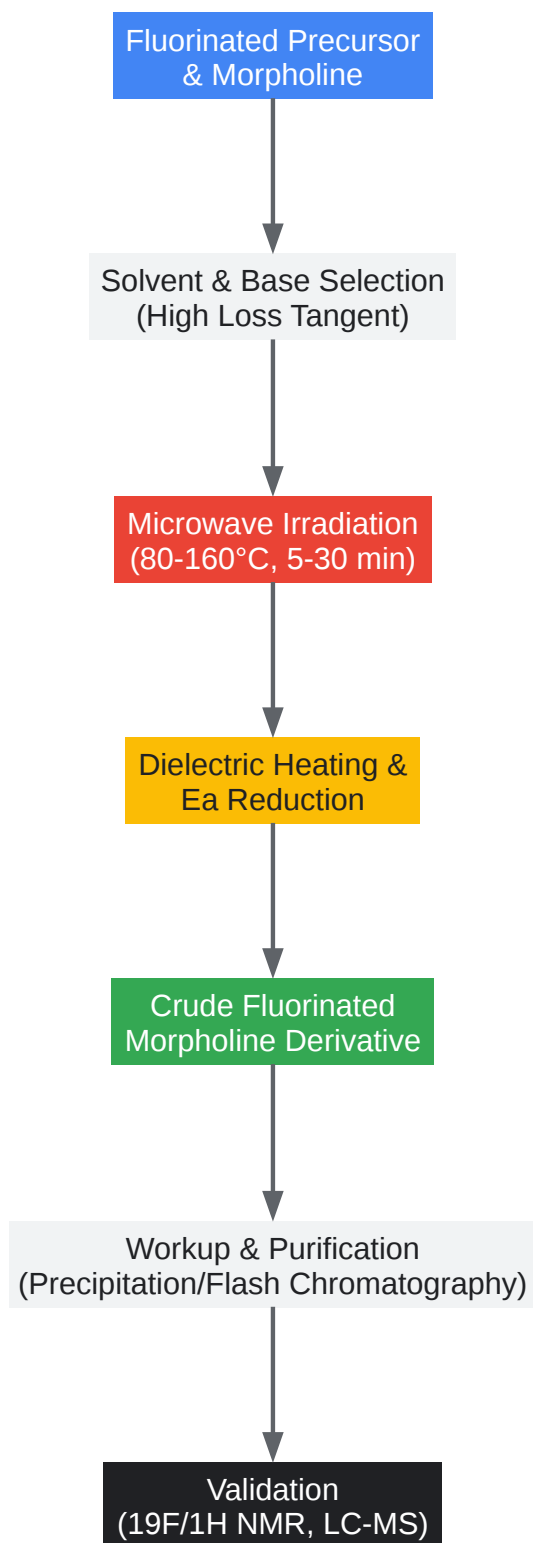 Fluorinated Precursor
& Morpholine
Solvent & Base Selection
(High Loss Tangent)
Microwave Irradiation
(80-160°C, 5-30 min)
Dielectric Heating &
Ea Reduction
Crude Fluorinated
Morpholine Derivative
Workup & Purification
(Precipitation/Flash Chromatography)
Validation
(19F/1H NMR, LC-MS)